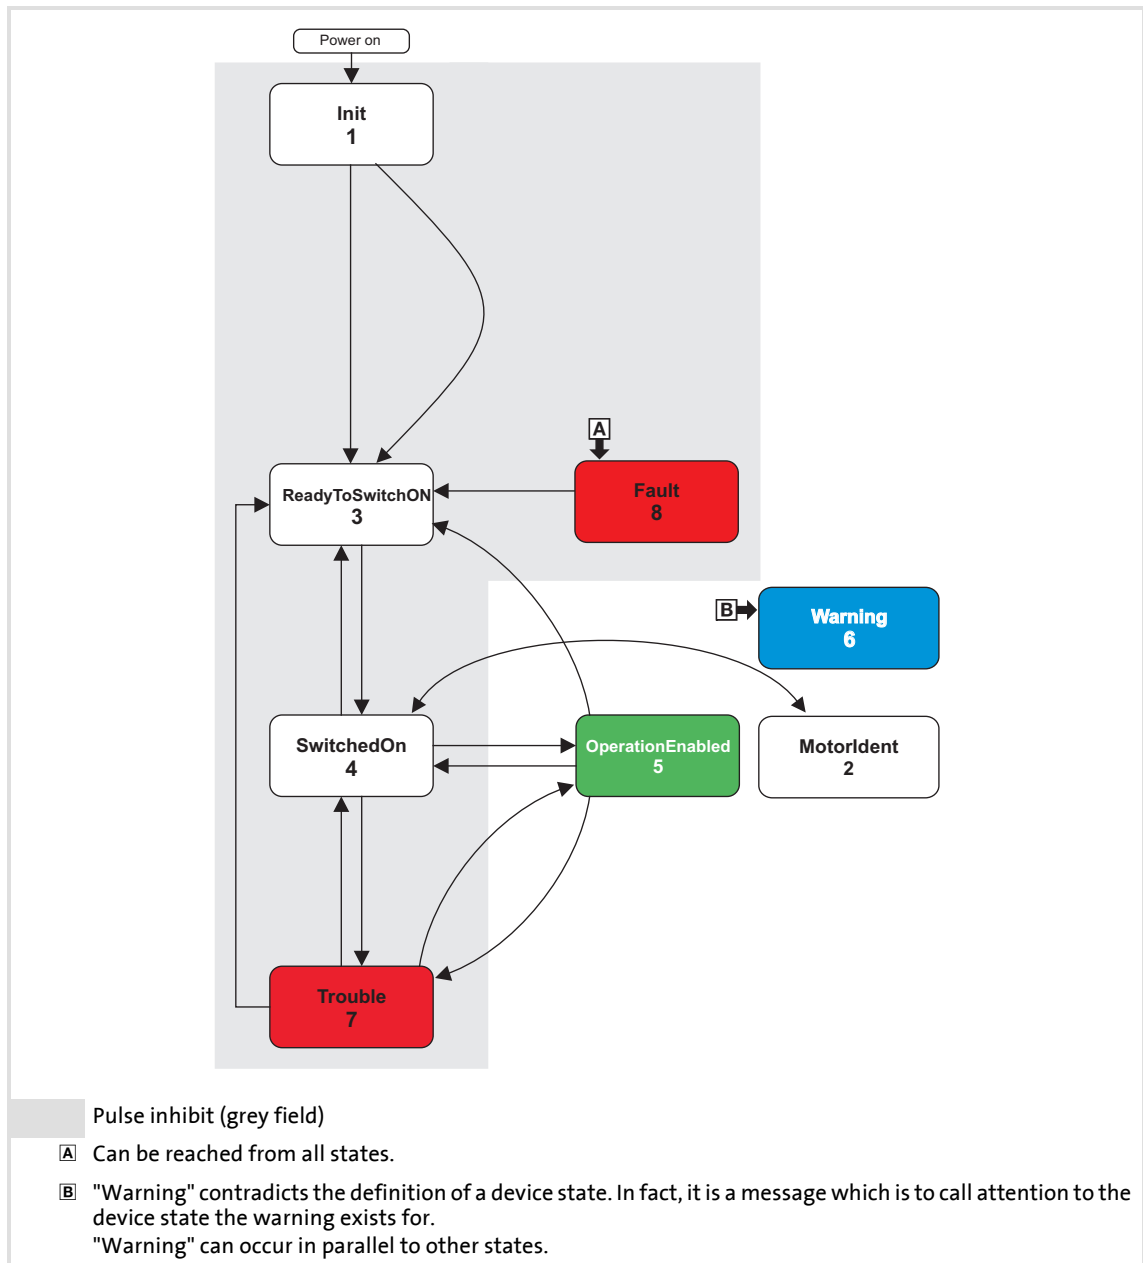 Power on
Init
1
ReadyToSwitchON
3
A
Fault
8
B
Warning
6
SwitchedOn
4
OperationEnabled
5
MotorIdent
2
Trouble
7
Pulse inhibit (grey field)
A Can be reached from all states.
B "Warning" contradicts the definition of a device state. In fact, it is a message which is to call attention to the
device state the warning exists for.
"Warning" can occur in parallel to other states.